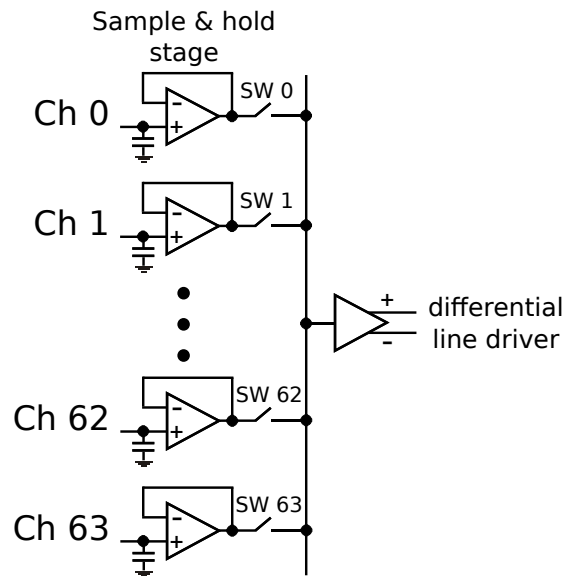 Sample & hold
stage
Ch 0
-
+
SW 0
Ch 1
-
+
SW 1
+
-
differential
line driver
Ch 62
-
+
SW 62
Ch 63
-
+
SW 63